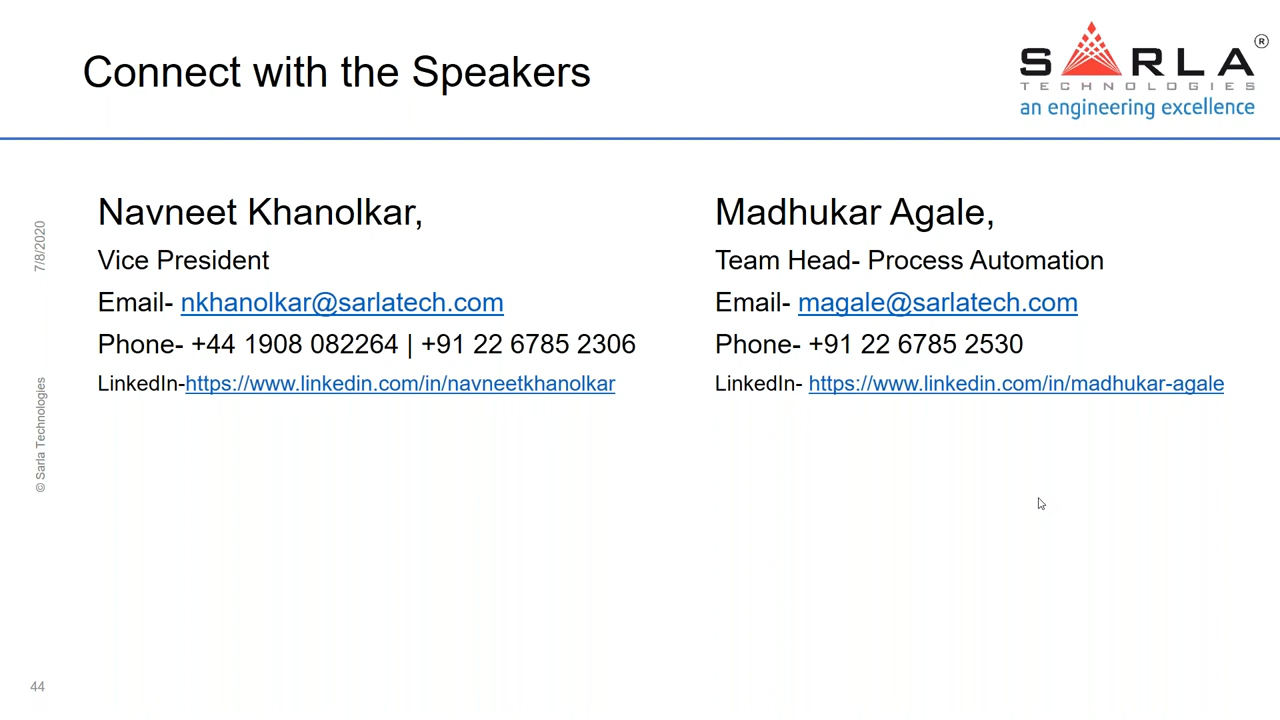 Connect with the Speakers
SARLA
®
TECHNOLOGIES
an engineering excellence
Navneet Khanolkar,
Vice President
Email- nkhanolkar@sarlatech.com
Phone- +44 1908 082264 | +91 22 6785 2306
LinkedIn-https://www.linkedin.com/in/navneetkhanolkar
Madhukar Agale,
Team Head- Process Automation
Email- magale@sarlatech.com
Phone- +91 22 6785 2530
LinkedIn- https://www.linkedin.com/in/madhukar-agale
7/8/2020
© Sarla Technologies
44